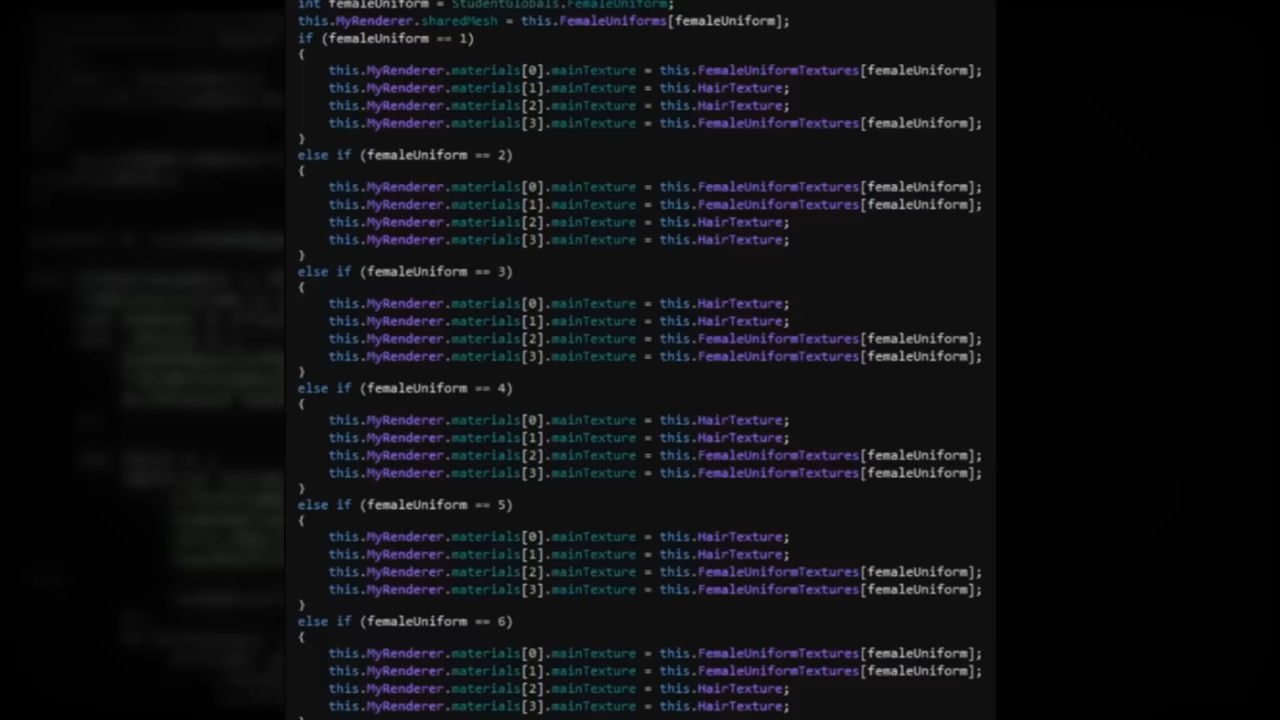 int femaleUniform = StudentGlobals.FemaleUniform;
this.MyRenderer.sharedMesh = this.FemaleUniforms[femaleUniform];
if (femaleUniform == 1)
{
this.MyRenderer.materials[0].mainTexture = this.FemaleUniformTextures[femaleUniform];
this.MyRenderer.materials[1].mainTexture = this.HairTexture;
this.MyRenderer.materials[2].mainTexture = this.HairTexture;
this.MyRenderer.materials[3].mainTexture = this.FemaleUniformTextures[femaleUniform];
}
else if (femaleUniform == 2)
{
this.MyRenderer.materials[0].mainTexture = this.FemaleUniformTextures[femaleUniform];
this.MyRenderer.materials[1].mainTexture = this.FemaleUniformTextures[femaleUniform];
this.MyRenderer.materials[2].mainTexture = this.HairTexture;
this.MyRenderer.materials[3].mainTexture = this.HairTexture;
}
else if (femaleUniform == 3)
{
this.MyRenderer.materials[0].mainTexture = this.HairTexture;
this.MyRenderer.materials[1].mainTexture = this.HairTexture;
this.MyRenderer.materials[2].mainTexture = this.FemaleUniformTextures[femaleUniform];
this.MyRenderer.materials[3].mainTexture = this.FemaleUniformTextures[femaleUniform];
}
else if (femaleUniform == 4)
{
this.MyRenderer.materials[0].mainTexture = this.HairTexture;
this.MyRenderer.materials[1].mainTexture = this.HairTexture;
this.MyRenderer.materials[2].mainTexture = this.FemaleUniformTextures[femaleUniform];
this.MyRenderer.materials[3].mainTexture = this.FemaleUniformTextures[femaleUniform];
}
else if (femaleUniform == 5)
{
this.MyRenderer.materials[0].mainTexture = this.HairTexture;
this.MyRenderer.materials[1].mainTexture = this.HairTexture;
this.MyRenderer.materials[2].mainTexture = this.FemaleUniformTextures[femaleUniform];
this.MyRenderer.materials[3].mainTexture = this.FemaleUniformTextures[femaleUniform];
}
else if (femaleUniform == 6)
{
this.MyRenderer.materials[0].mainTexture = this.FemaleUniformTextures[femaleUniform];
this.MyRenderer.materials[1].mainTexture = this.FemaleUniformTextures[femaleUniform];
this.MyRenderer.materials[2].mainTexture = this.HairTexture;
this.MyRenderer.materials[3].mainTexture = this.HairTexture;
}